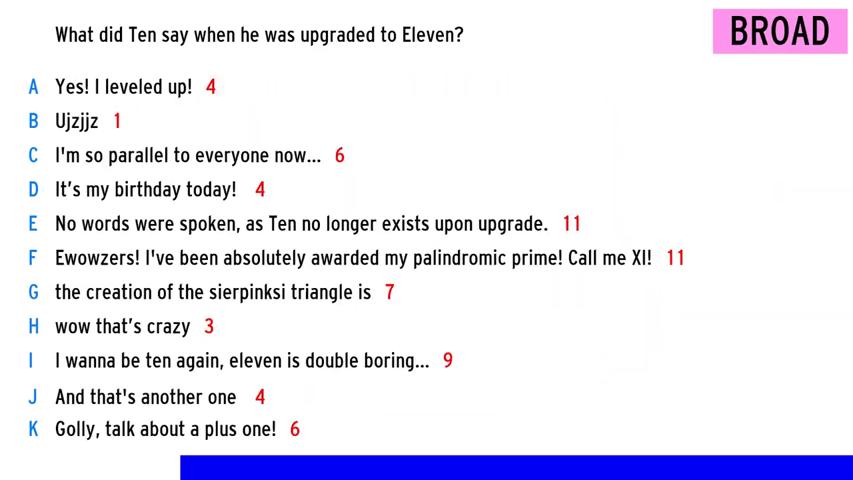 What did Ten say when he was upgraded to Eleven?
BROAD
A Yes! I leveled up! 4
B Ujzjjz 1
C I'm so parallel to everyone now... 6
D It's my birthday today! 4
E No words were spoken, as Ten no longer exists upon upgrade. 11
F Ewowzers! I've been absolutely awarded my palindromic prime! Call me XI! 11
G the creation of the sierpinksi triangle is 7
H wow that's crazy 3
I I wanna be ten again, eleven is double boring... 9
J And that's another one 4
K Golly, talk about a plus one! 6